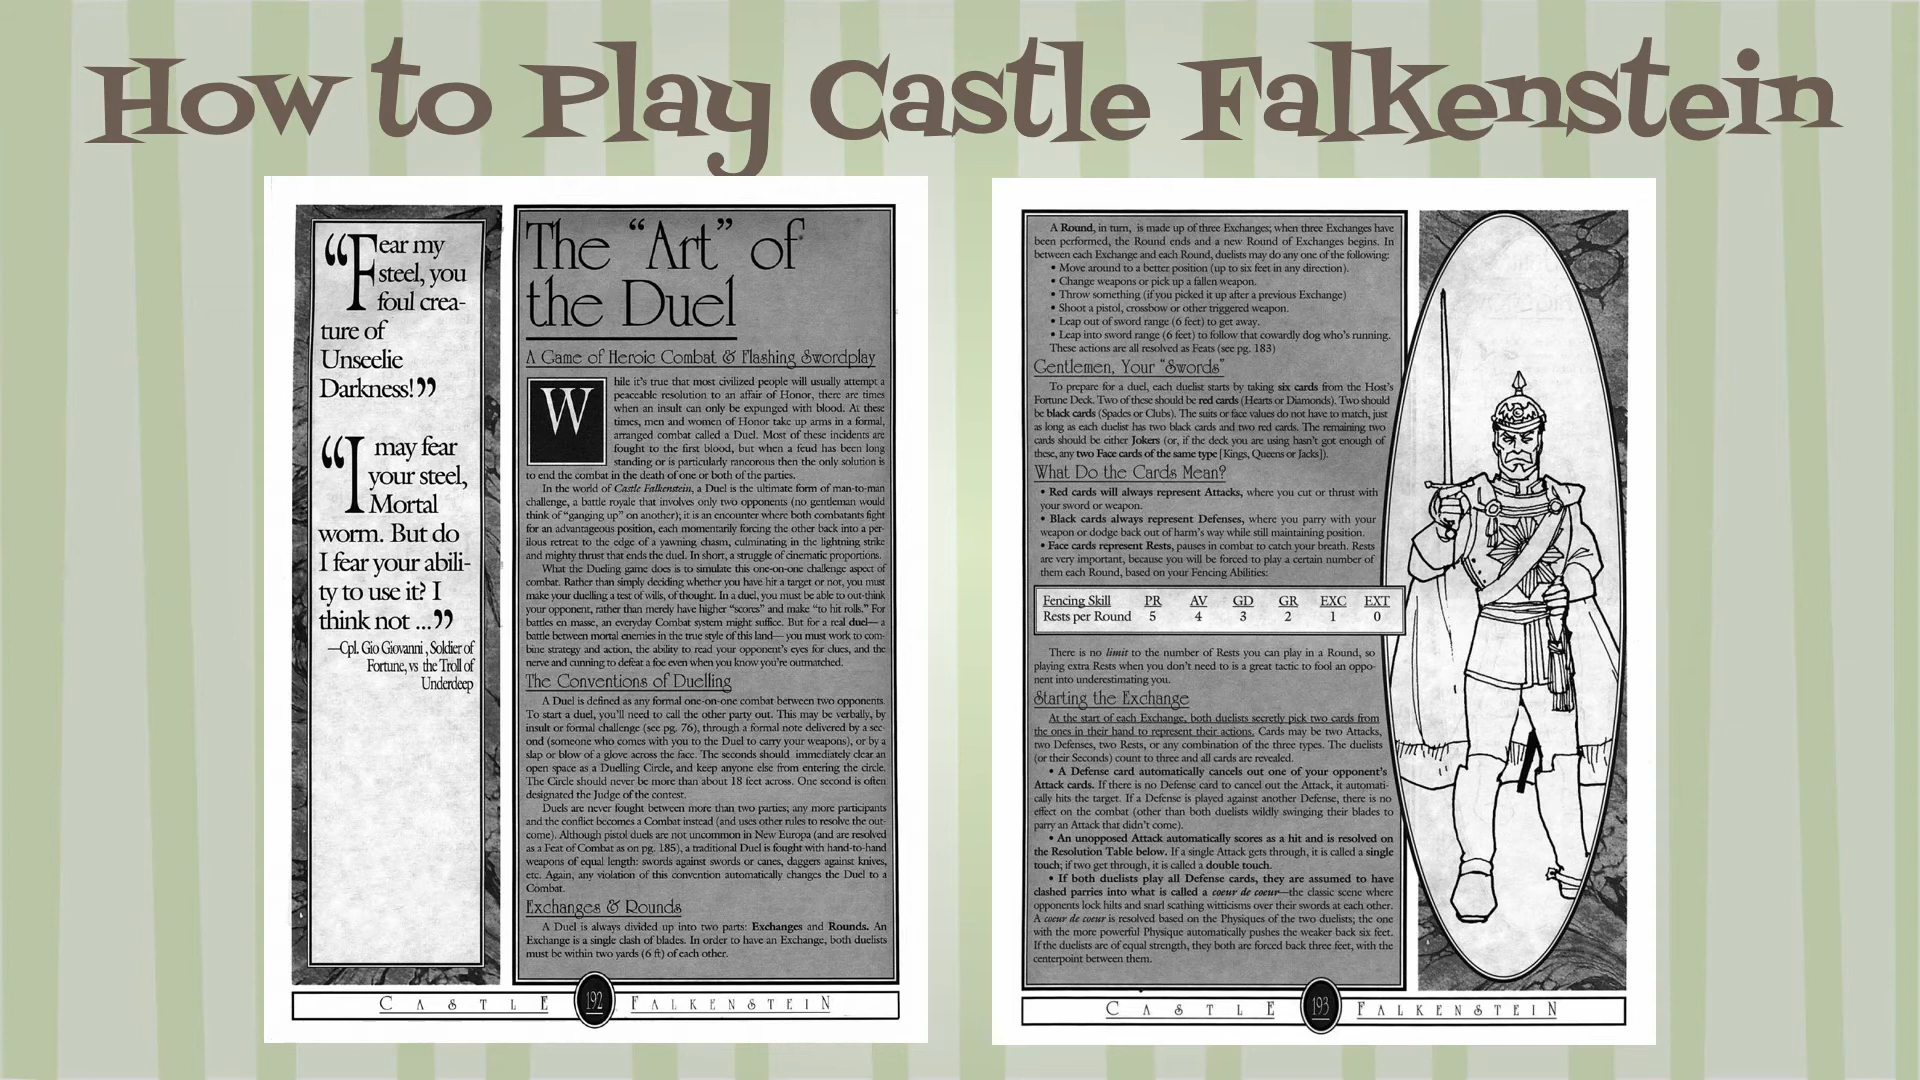 How to Play Castle Falkenstein
“Fear my
steel, you
foul crea-
ture of
Unseelie
Darkness!”
“I may fear
your steel,
Mortal
worm. But do
I fear your abili-
ty to use it? I
think not ...”
—Cpl. Gio Giovanni, Soldier of
Fortune, vs the Troll of
Underdeep
The “Art” of
the Duel
A Game of Heroic Combat & Flashing Swordplay
While it’s true that most civilized people will usually attempt a
peaceable resolution to an affair of Honor, there are times
when an insult can only be expunged with blood. At these
times, men and women of Honor take up arms in a formal,
arranged combat called a Duel. Most of these incidents are
fought to the first blood, but when a feud has been long
standing or is particularly rancorous then the only solution is
to end the combat in the death of one or both of the parties.
In the world of Castle Falkenstein, a Duel is the ultimate form of man-to-man
challenge, a battle royale that involves only two opponents (no gentleman would
think of “ganging up” on another); it is an encounter where both combatants fight
for an advantageous position, each momentarily forcing the other back into a per-
ilous retreat to the edge of a yawning chasm, culminating in the lightning strike
and mighty thrust that ends the duel. In short, a struggle of cinematic proportions.
What the Dueling game does is to simulate this one-on-one challenge aspect of
combat. Rather than simply deciding whether you have hit a target or not, you must
make your duelling a test of wills, of thought. In a duel, you must be able to out-think
your opponent, rather than merely have higher “scores” and make “to hit rolls.” For
battles en masse, an everyday Combat system might suffice. But for a real duel—a
battle between mortal enemies in the true style of this land—you must work to com-
bine strategy and action, the ability to read your opponent’s eyes for clues, and the
nerve and cunning to defeat a foe even when you know you’re outmatched.
The Conventions of Duelling
A Duel is defined as any formal one-on-one combat between two opponents.
To start a duel, you’ll need to call the other party out. This may be verbally, by
insult or formal challenge (see pg. 76), through a formal note delivered by a sec-
ond (someone who comes with you to the Duel to carry your weapons), or by a
slap or blow of a glove across the face. The seconds should immediately clear an
open space as a Duelling Circle, and keep anyone else from entering the circle.
The Circle should never be more than about 18 feet across. One second is often
designated the Judge of the contest.
Duels are never fought between more than two parties; any more participants
and the conflict becomes a Combat instead (and uses other rules to resolve the out-
come). Although pistol duels are not uncommon in New Europa (and are resolved
as a Feat of Combat as on pg. 185), a traditional Duel is fought with hand-to-hand
weapons of equal length: swords against swords or canes, daggers against knives,
etc. Again, any violation of this convention automatically changes the Duel to a
Combat.
Exchanges & Rounds
A Duel is always divided up into two parts: Exchanges and Rounds. An
Exchange is a single clash of blades. In order to have an Exchange, both duelists
must be within two yards (6 ft) of each other.
CASTLE 192 FALKENSTEIN
A Round, in turn, is made up of three Exchanges; when three Exchanges have
been performed, the Round ends and a new Round of Exchanges begins. In
between each Exchange and each Round, duelists may do any one of the following:
• Move around to a better position (up to six feet in any direction).
• Change weapons or pick up a fallen weapon.
• Throw something (if you picked it up after a previous Exchange)
• Shoot a pistol, crossbow or other triggered weapon.
• Leap out of sword range (6 feet) to get away.
• Leap into sword range (6 feet) to follow that cowardly dog who’s running.
These actions are all resolved as Feats (see pg. 183)
Gentlemen, Your “Swords”
To prepare for a duel, each duelist starts by taking six cards from the Host’s
Fortune Deck. Two of these should be red cards (Hearts or Diamonds). Two should
be black cards (Spades or Clubs). The suits or face values do not have to match, just
as long as each duelist has two black cards and two red cards. The remaining two
cards should be either Jokers (or, if the deck you are using hasn’t got enough of
these, any two Face cards of the same type [Kings, Queens or Jacks]).
What Do the Cards Mean?
• Red cards will always represent Attacks, where you cut or thrust with
your sword or weapon.
• Black cards always represent Defenses, where you parry with your
weapon or dodge back out of harm’s way while still maintaining position.
• Face cards represent Rests, pauses in combat to catch your breath. Rests
are very important, because you will be forced to play a certain number of
them each Round, based on your Fencing Abilities:
Fencing Skill PR AV GD GR EXC EXT
Rests per Round 5 4 3 2 1 0
There is no limit to the number of Rests you can play in a Round, so
playing extra Rests when you don’t need to is a great tactic to fool an oppo-
nent into underestimating you.
Starting the Exchange
At the start of each Exchange, both duelists secretly pick two cards from
the ones in their hand to represent their actions. Cards may be two Attacks,
two Defenses, two Rests, or any combination of the three types. The duelists
(or their Seconds) count to three and all cards are revealed.
• A Defense card automatically cancels out one of your opponent’s
Attack cards. If there is no Defense card to cancel out the Attack, it automati-
cally hits the target. If a Defense is played against another Defense, there is no
effect on the combat (other than both duelists wildly swinging their blades to
parry an Attack that didn’t come).
• An unopposed Attack automatically scores as a hit and is resolved on
the Resolution Table below. If a single Attack gets through, it is called a single
touch; if two get through, it is called a double touch.
• If both duelists play all Defense cards, they are assumed to have
clashed parries into what is called a coeur de coeur—the classic scene where
opponents lock hilts and snarl scathing witticisms over their swords at each other.
A coeur de coeur is resolved based on the Physiques of the two duelists; the one
with the more powerful Physique automatically pushes the weaker back six feet.
If the duelists are of equal strength, they both are forced back three feet, with the
centerpoint between them.
CASTLE 193 FALKENSTEIN